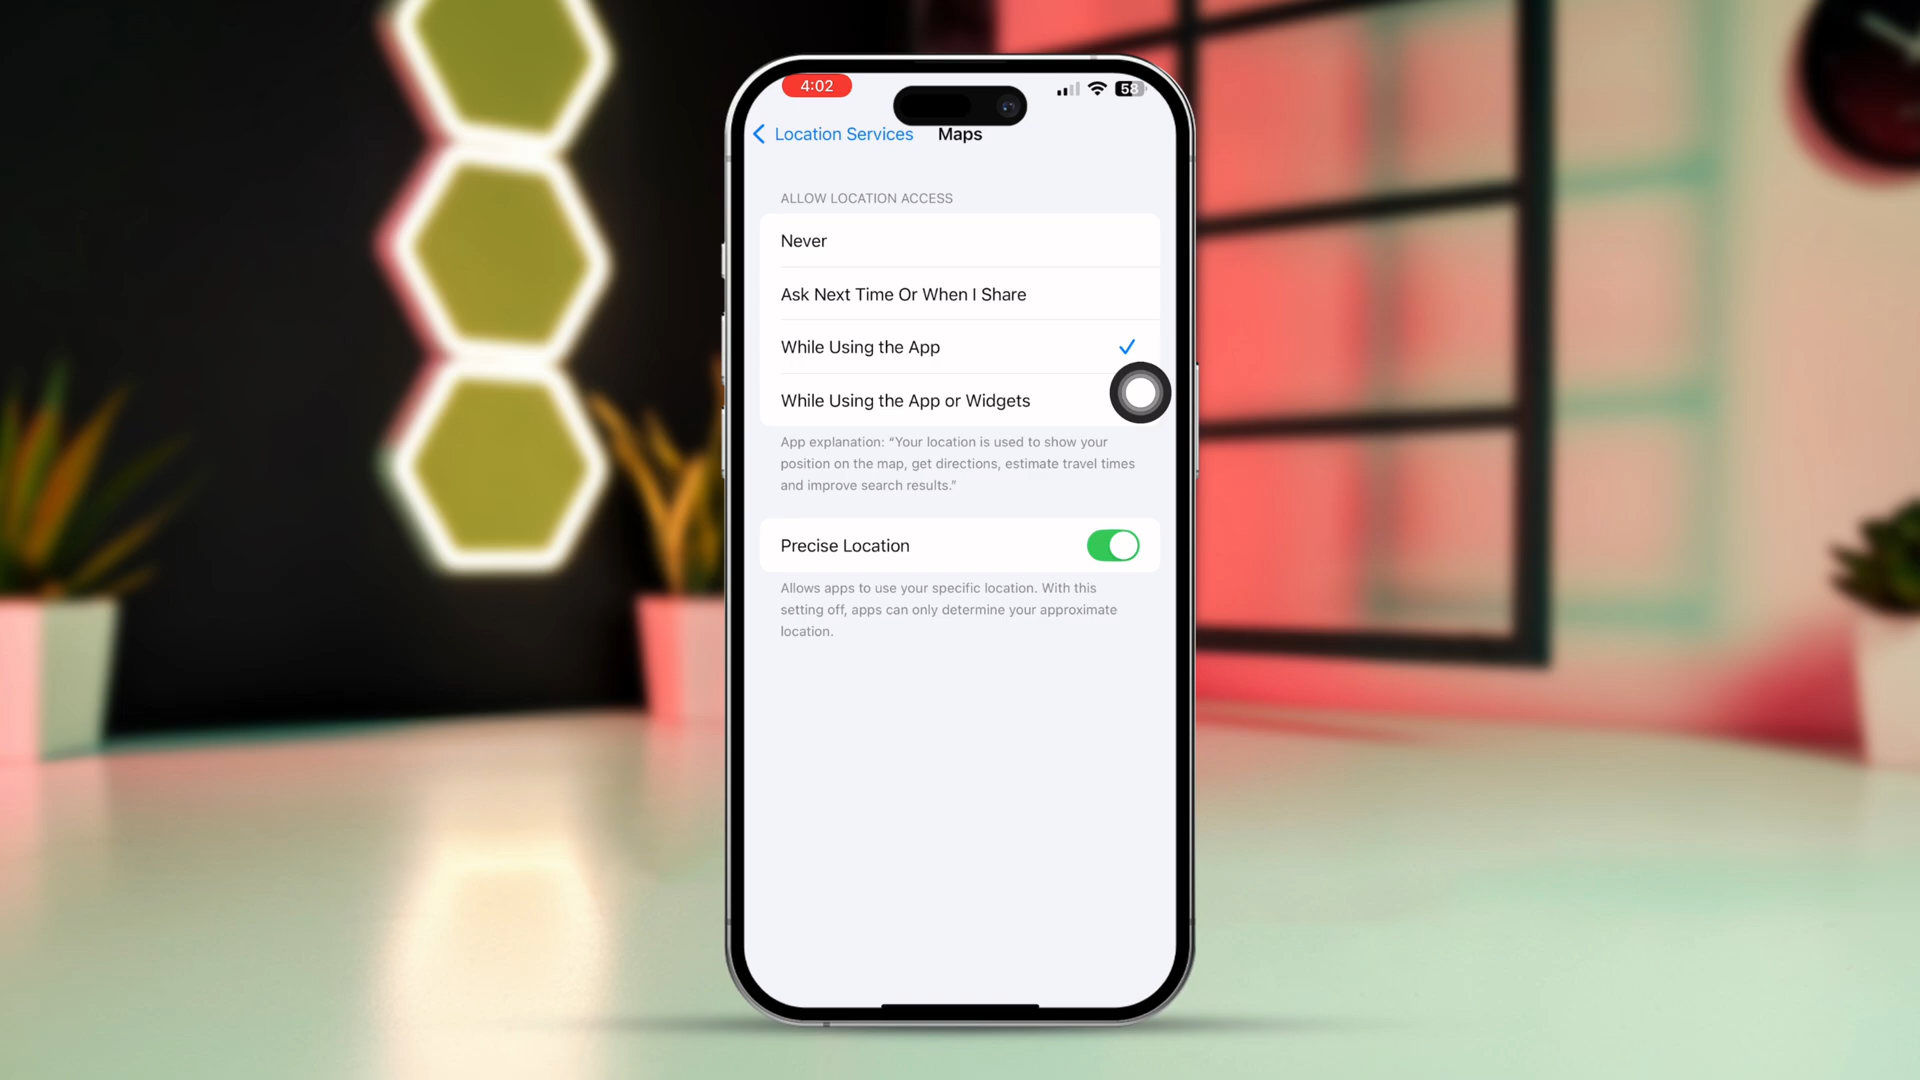 4:02
58
Location Services
Maps
ALLOW LOCATION ACCESS
Never
Ask Next Time Or When I Share
While Using the App
While Using the App or Widgets
App explanation: “Your location is used to show your
position on the map, get directions, estimate travel times
and improve search results.”
Precise Location
Allows apps to use your specific location. With this
setting off, apps can only determine your approximate
location.